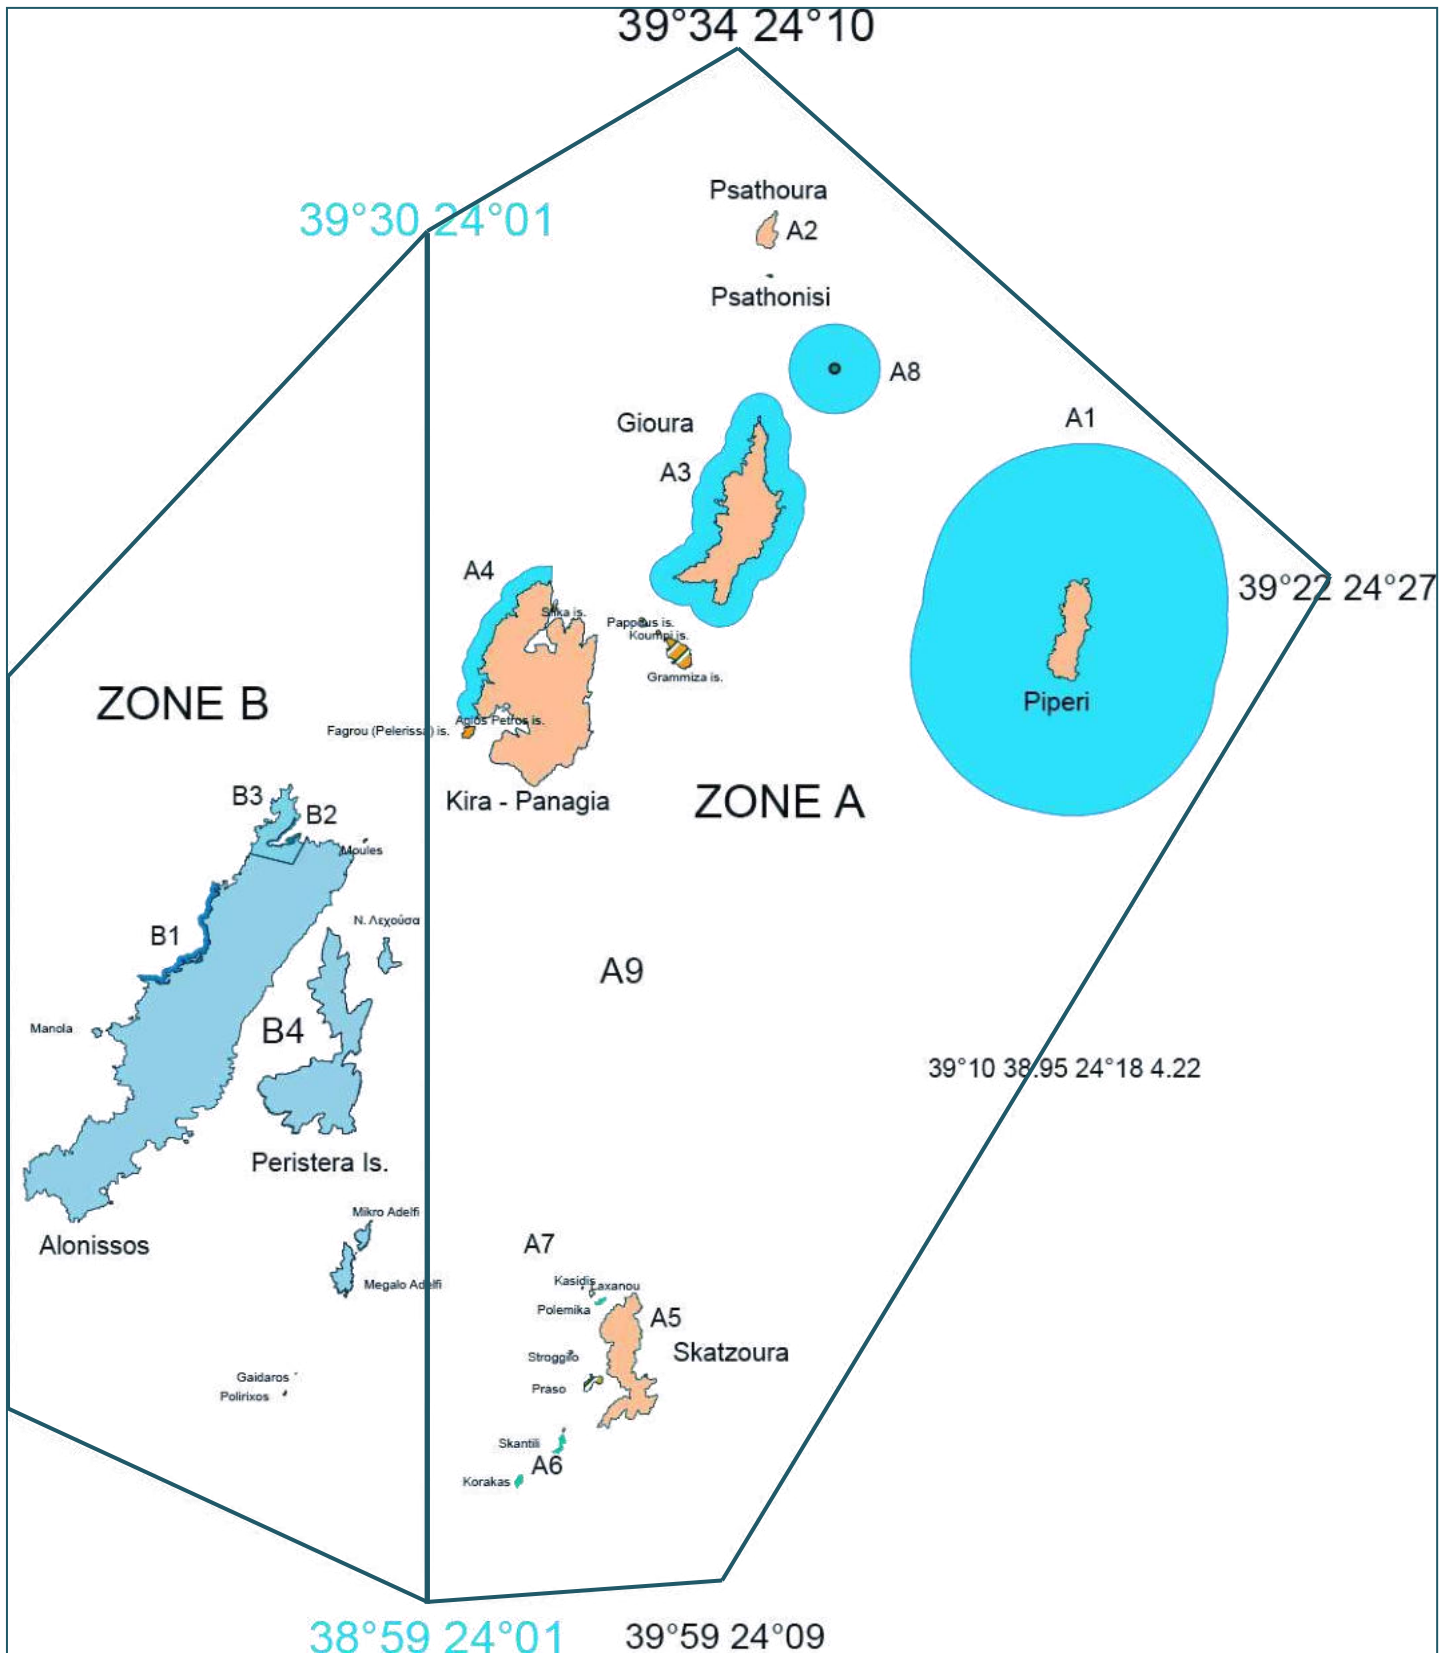 39°34 24°10
Psathoura
39°30 24°01
A2
Psathonisi
A8
A1
Gioura
A3
A4
39°22 24°27
Sfika is.
Pappous is.
Koumpi is.
Grammiza is.
Piperi
ZONE B
Agios Petros is.
Fagrou (Pelerissa) is.
B3
Kira - Panagia
ZONE A
B2
Moules
N. Λεχούσα
B1
A9
Manola
B4
39°10 38.95 24°18 4.22
Peristera Is.
Mikro Adelfi
Alonissos
A7
Megalo Adelfi
Kasidis
Laxanou
Polemika
A5
Skatzoura
Stroggilo
Gaidaros
Praso
Polirixos
Skantili
A6
Korakas
38°59 24°01
39°59 24°09